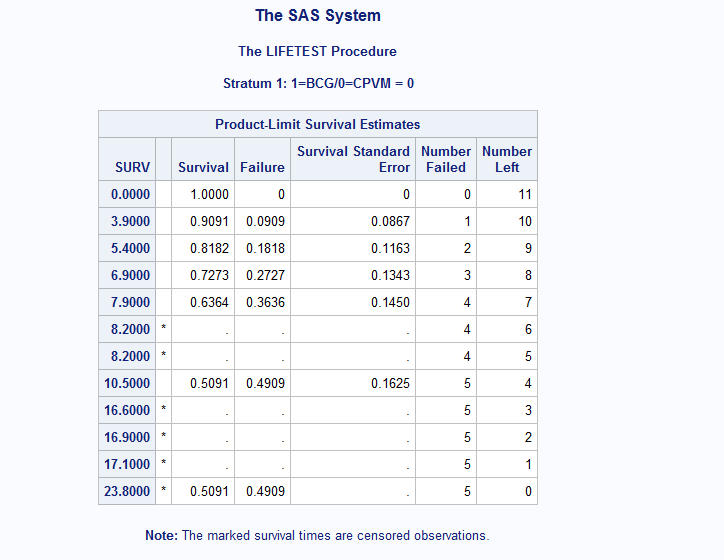 The SAS System
The LIFETEST Procedure
Stratum 1: 1=BCG/0=CPVM = 0
Product-Limit Survival Estimates
SURV Survival Failure Survival Standard Error Number Failed Number Left
0.0000 1.0000 0 0 0 11
3.9000 0.9091 0.0909 0.0867 1 10
5.4000 0.8182 0.1818 0.1163 2 9
6.9000 0.7273 0.2727 0.1343 3 8
7.9000 0.6364 0.3636 0.1450 4 7
8.2000 * . . . 4 6
8.2000 * . . . 4 5
10.5000 0.5091 0.4909 0.1625 5 4
16.6000 * . . . 5 3
16.9000 * . . . 5 2
17.1000 * . . . 5 1
23.8000 * 0.5091 0.4909 . 5 0
Note: The marked survival times are censored observations.